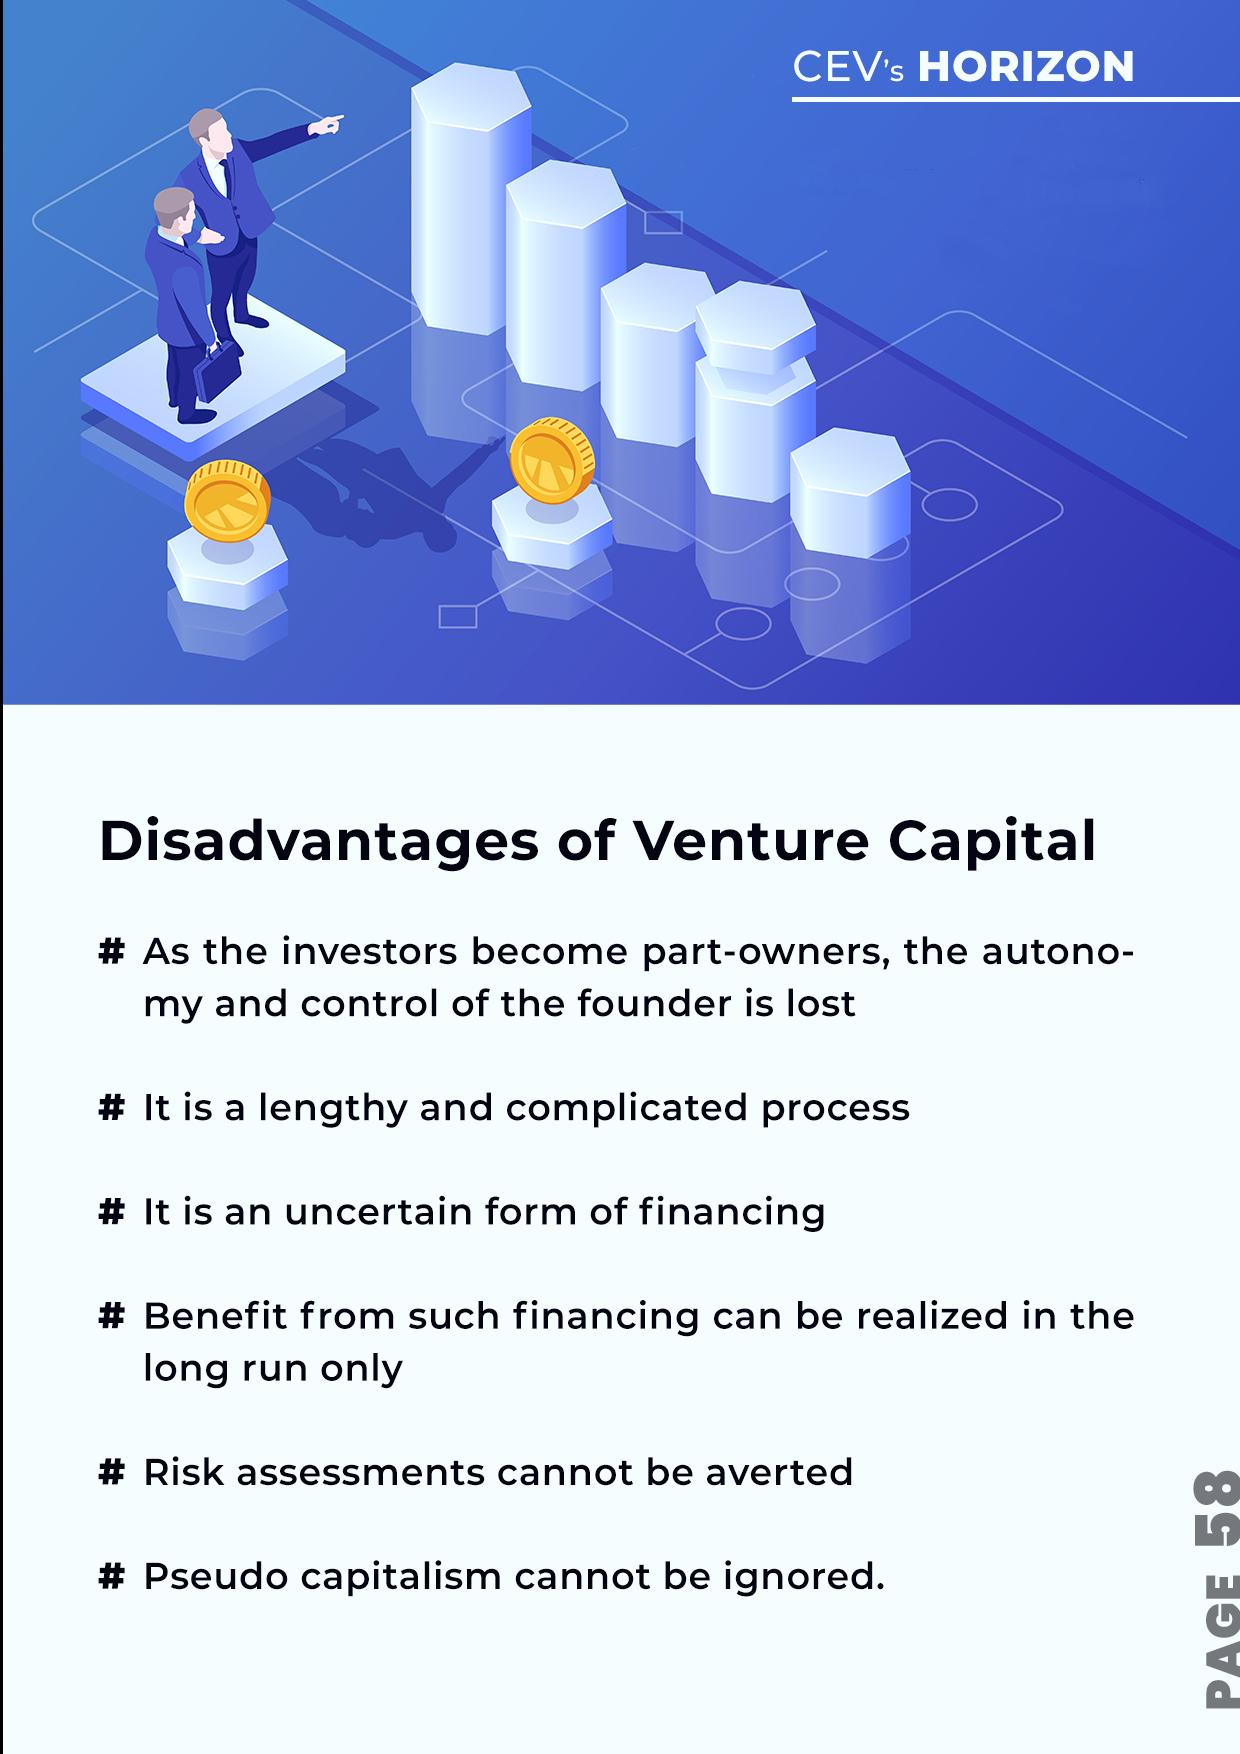 CEV's HORIZON
Disadvantages of Venture Capital
# As the investors become part-owners, the autono-
my and control of the founder is lost
# It is a lengthy and complicated process
# It is an uncertain form of financing
# Benefit from such financing can be realized in the
long run only
# Risk assessments cannot be averted
# Pseudo capitalism cannot be ignored.
PAGE 58